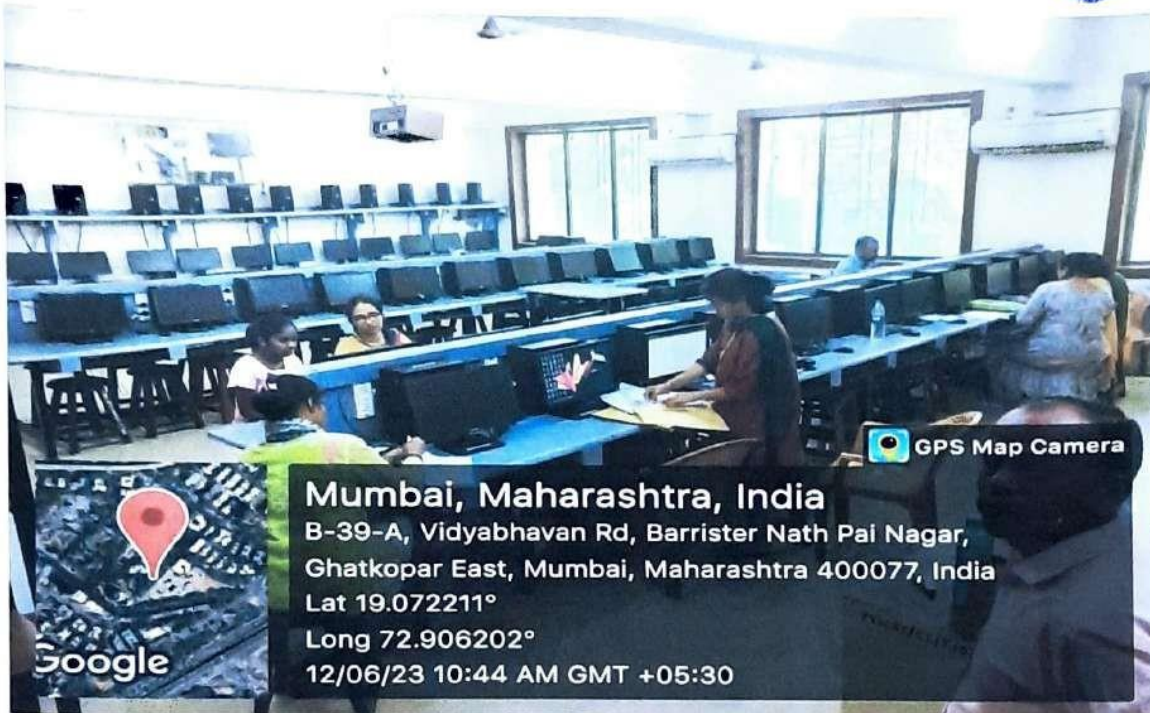 GPS Map Camera
Mumbai, Maharashtra, India
B-39-A, Vidyabhavan Rd, Barrister Nath Pai Nagar,
Ghatkopar East, Mumbai, Maharashtra 400077, India
Lat 19.072211°
Long 72.906202°
12/06/23 10:44 AM GMT +05:30
Google